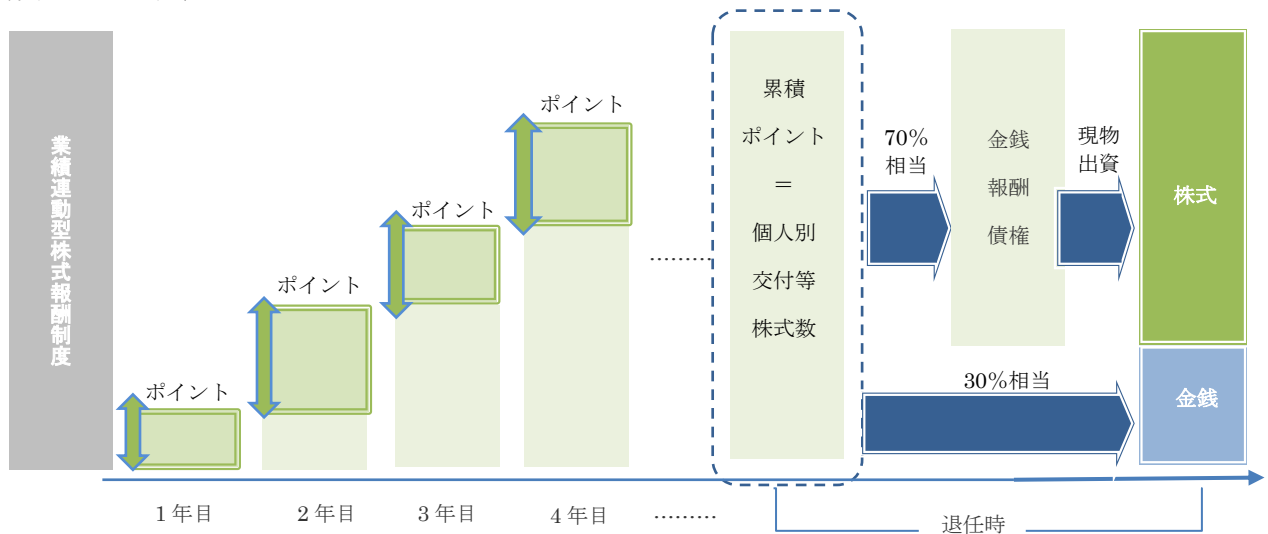 業績連動型株式報酬制度
ポイント
ポイント
ポイント
ポイント
………
累積
ポイント
＝
個人別
交付等
株式数
70％
相当
金銭
報酬
債権
現物
出資
株式
30％相当
金銭
1 年目
2 年目
3 年目
4 年目
………
退任時